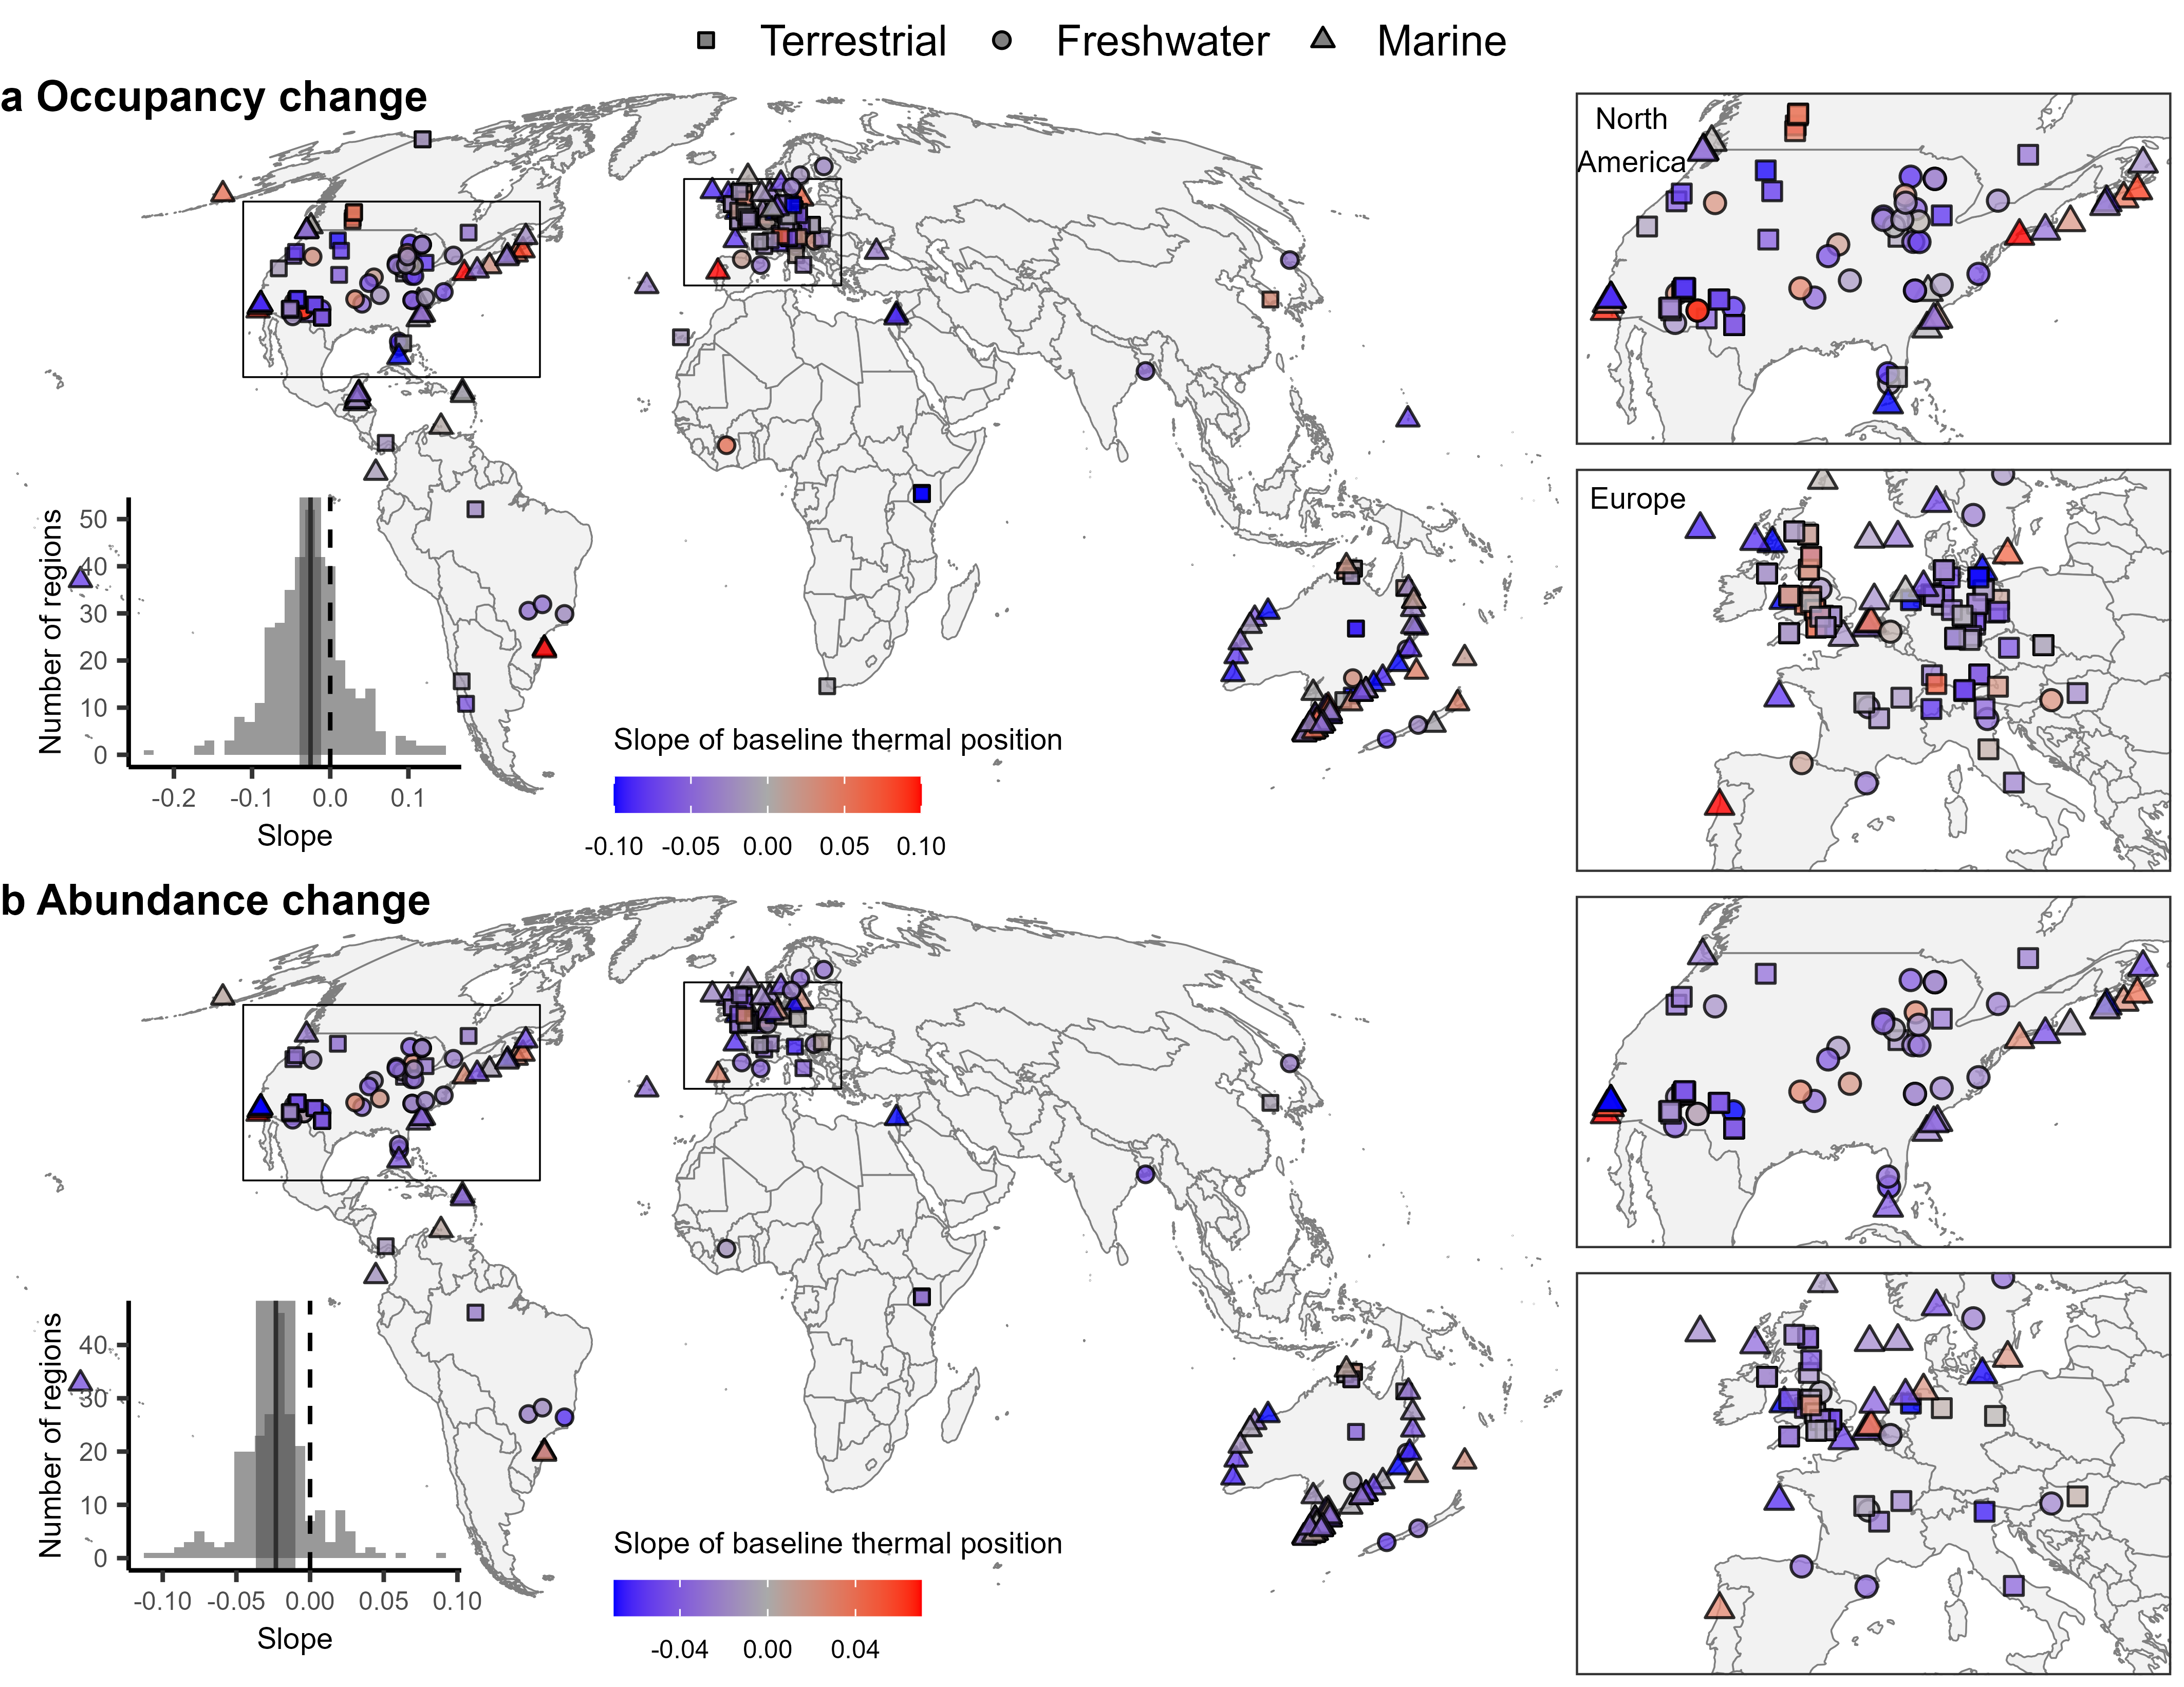 Terrestrial Freshwater Marine
a Occupancy change
North
America
Europe
Number of regions
50
40
30
20
10
0
-0.2 -0.1 0.0 0.1
Slope
Slope of baseline thermal position
-0.10 -0.05 0.00 0.05 0.10
b Abundance change
Number of regions
40
30
20
10
0
-0.10 -0.05 0.00 0.05 0.10
Slope
Slope of baseline thermal position
-0.04 0.00 0.04